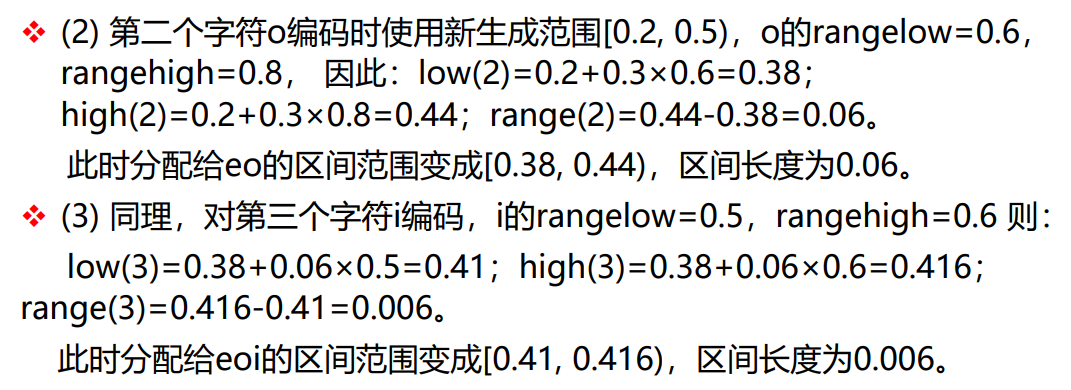 ❖ (2) 第二个字符o编码时使用新生成范围[0.2, 0.5)，o的rangelow=0.6，
rangehigh=0.8， 因此：low(2)=0.2+0.3×0.6=0.38；
high(2)=0.2+0.3×0.8=0.44；range(2)=0.44-0.38=0.06。
此时分配给eo的区间范围变成[0.38, 0.44)，区间长度为0.06。
❖ (3) 同理，对第三个字符i编码，i的rangelow=0.5，rangehigh=0.6 则：
low(3)=0.38+0.06×0.5=0.41；high(3)=0.38+0.06×0.6=0.416；
range(3)=0.416-0.41=0.006。
此时分配给eoi的区间范围变成[0.41, 0.416)，区间长度为0.006。